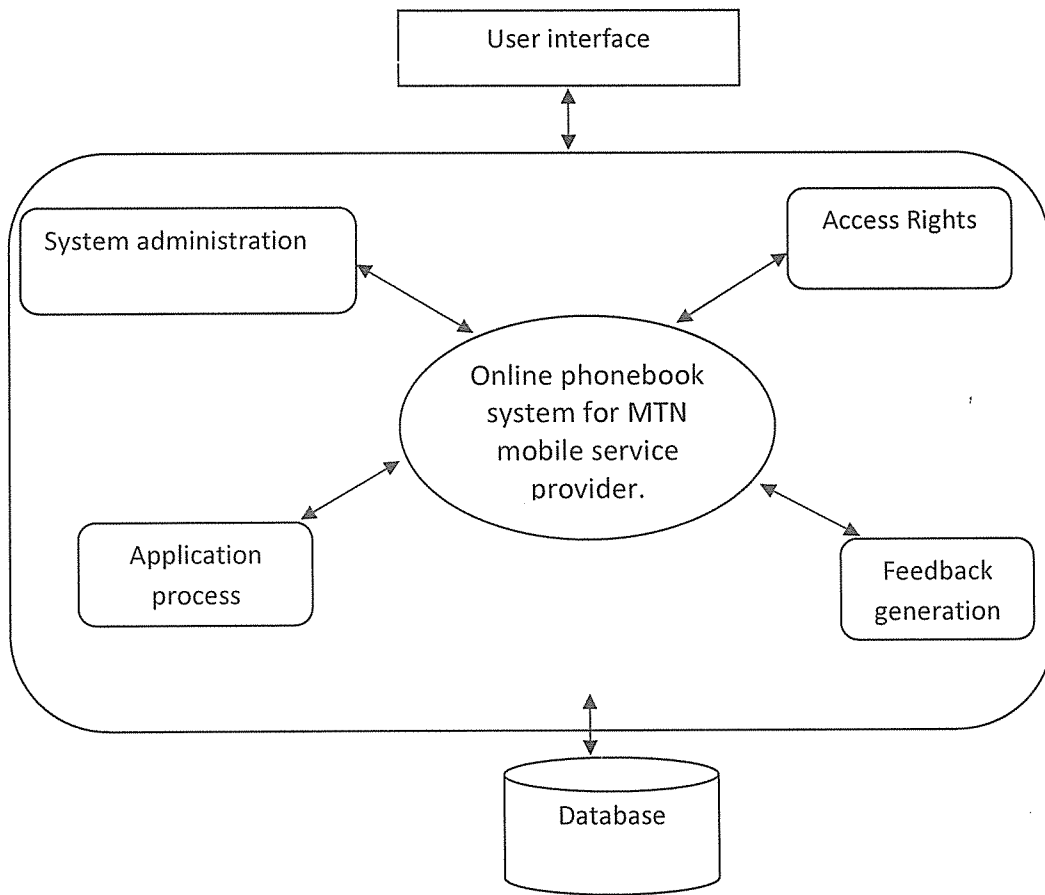 User interface
System administration
Access Rights
Online phonebook
system for MTN
mobile service
provider.
Application
process
Feedback
generation
Database